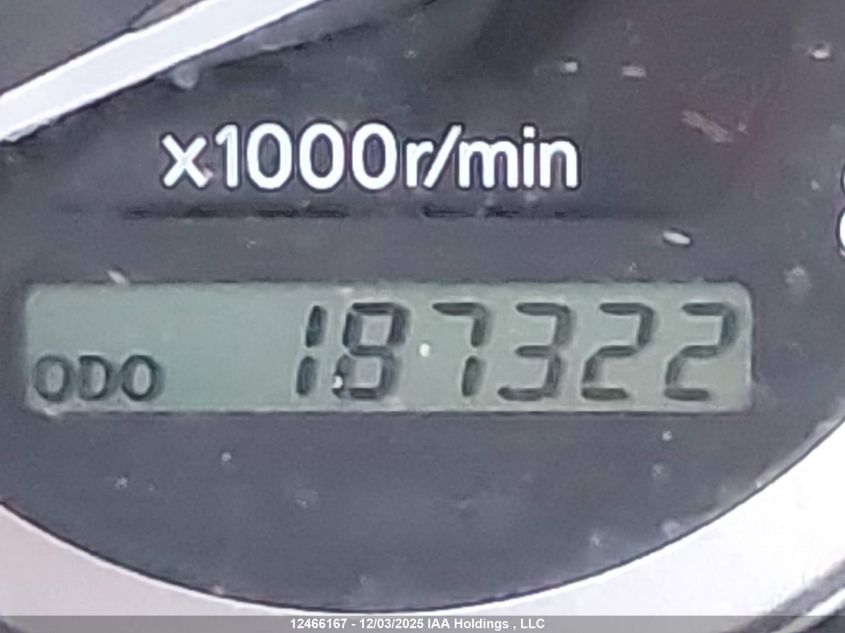 x1000r/min
ODO 187322
12466167 - 12/03/2025 IAA Holdings , LLC